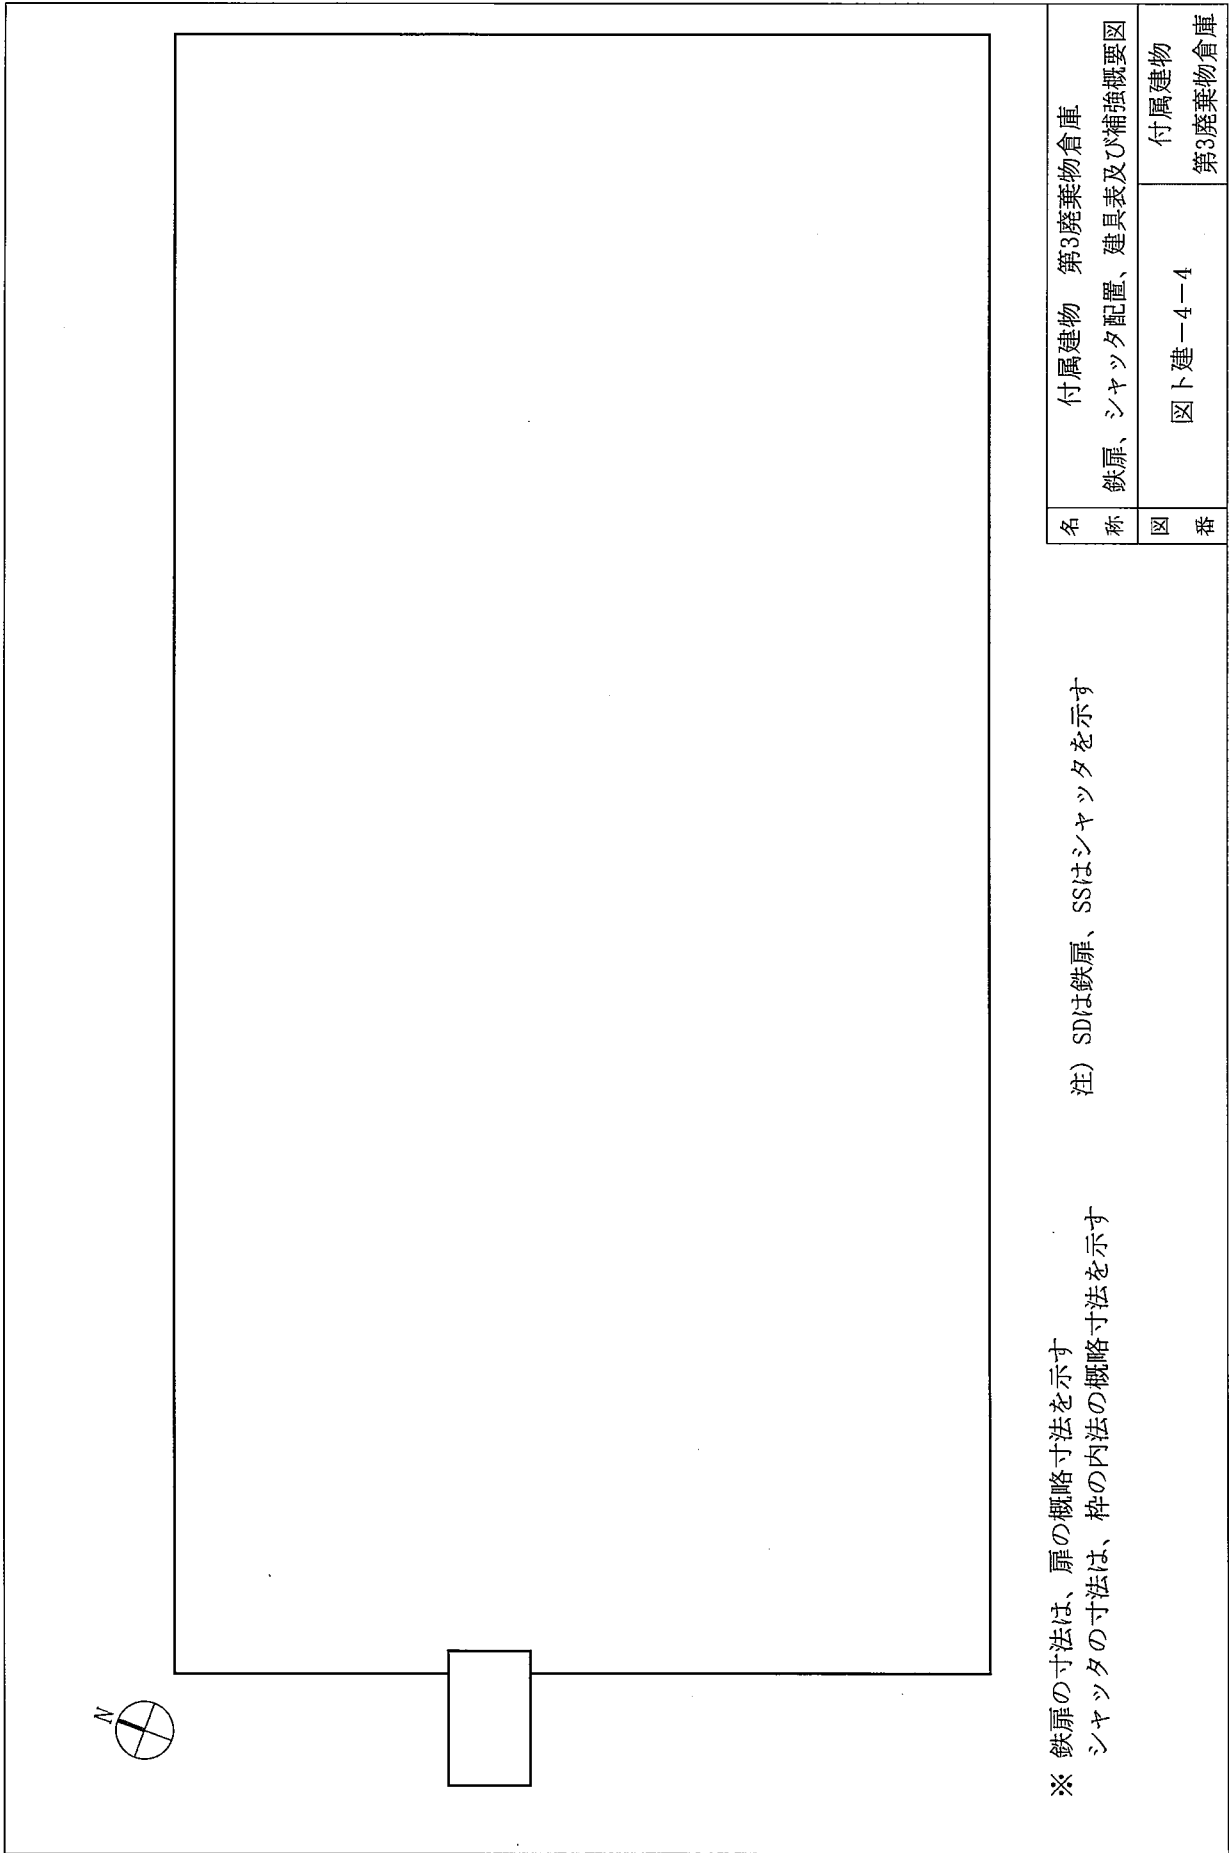 N
※ 鉄扉の寸法は、扉の概略寸法を示す
シャッタの寸法は、枠の内法の概略寸法を示す
注) SDは鉄扉、SSはシャッタを示す
名称
付属建物 第3廃棄物倉庫
鉄扉、シャッタ配置、建具表及び補強概要図
図番
図ト建-4-4
付属建物
第3廃棄物倉庫